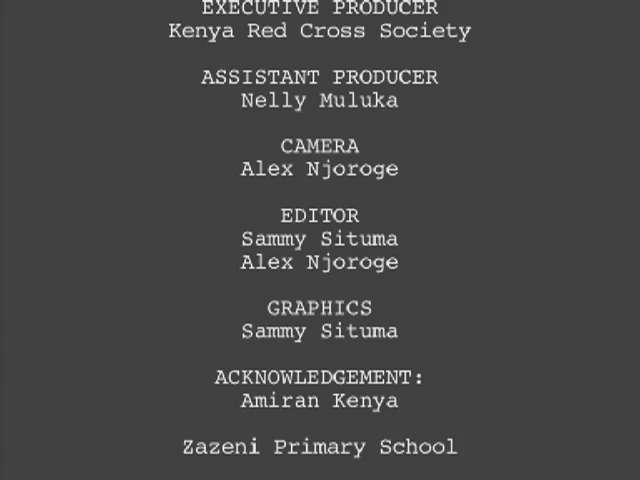 EXECUTIVE PRODUCER
Kenya Red Cross Society
ASSISTANT PRODUCER
Nelly Muluka
CAMERA
Alex Njoroge
EDITOR
Sammy Situma
Alex Njoroge
GRAPHICS
Sammy Situma
ACKNOWLEDGEMENT:
Amiran Kenya
Zazeni Primary School